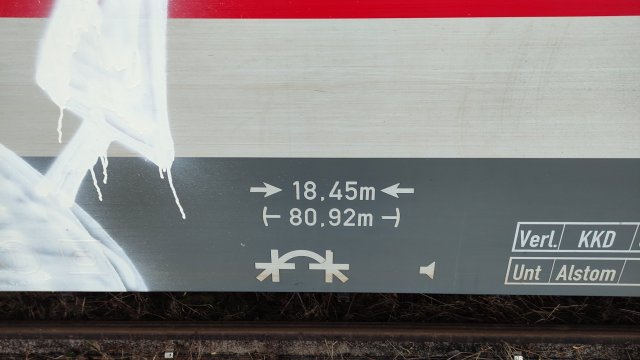 18,45m
80,92m
Verl. KKD
Unt Alstom